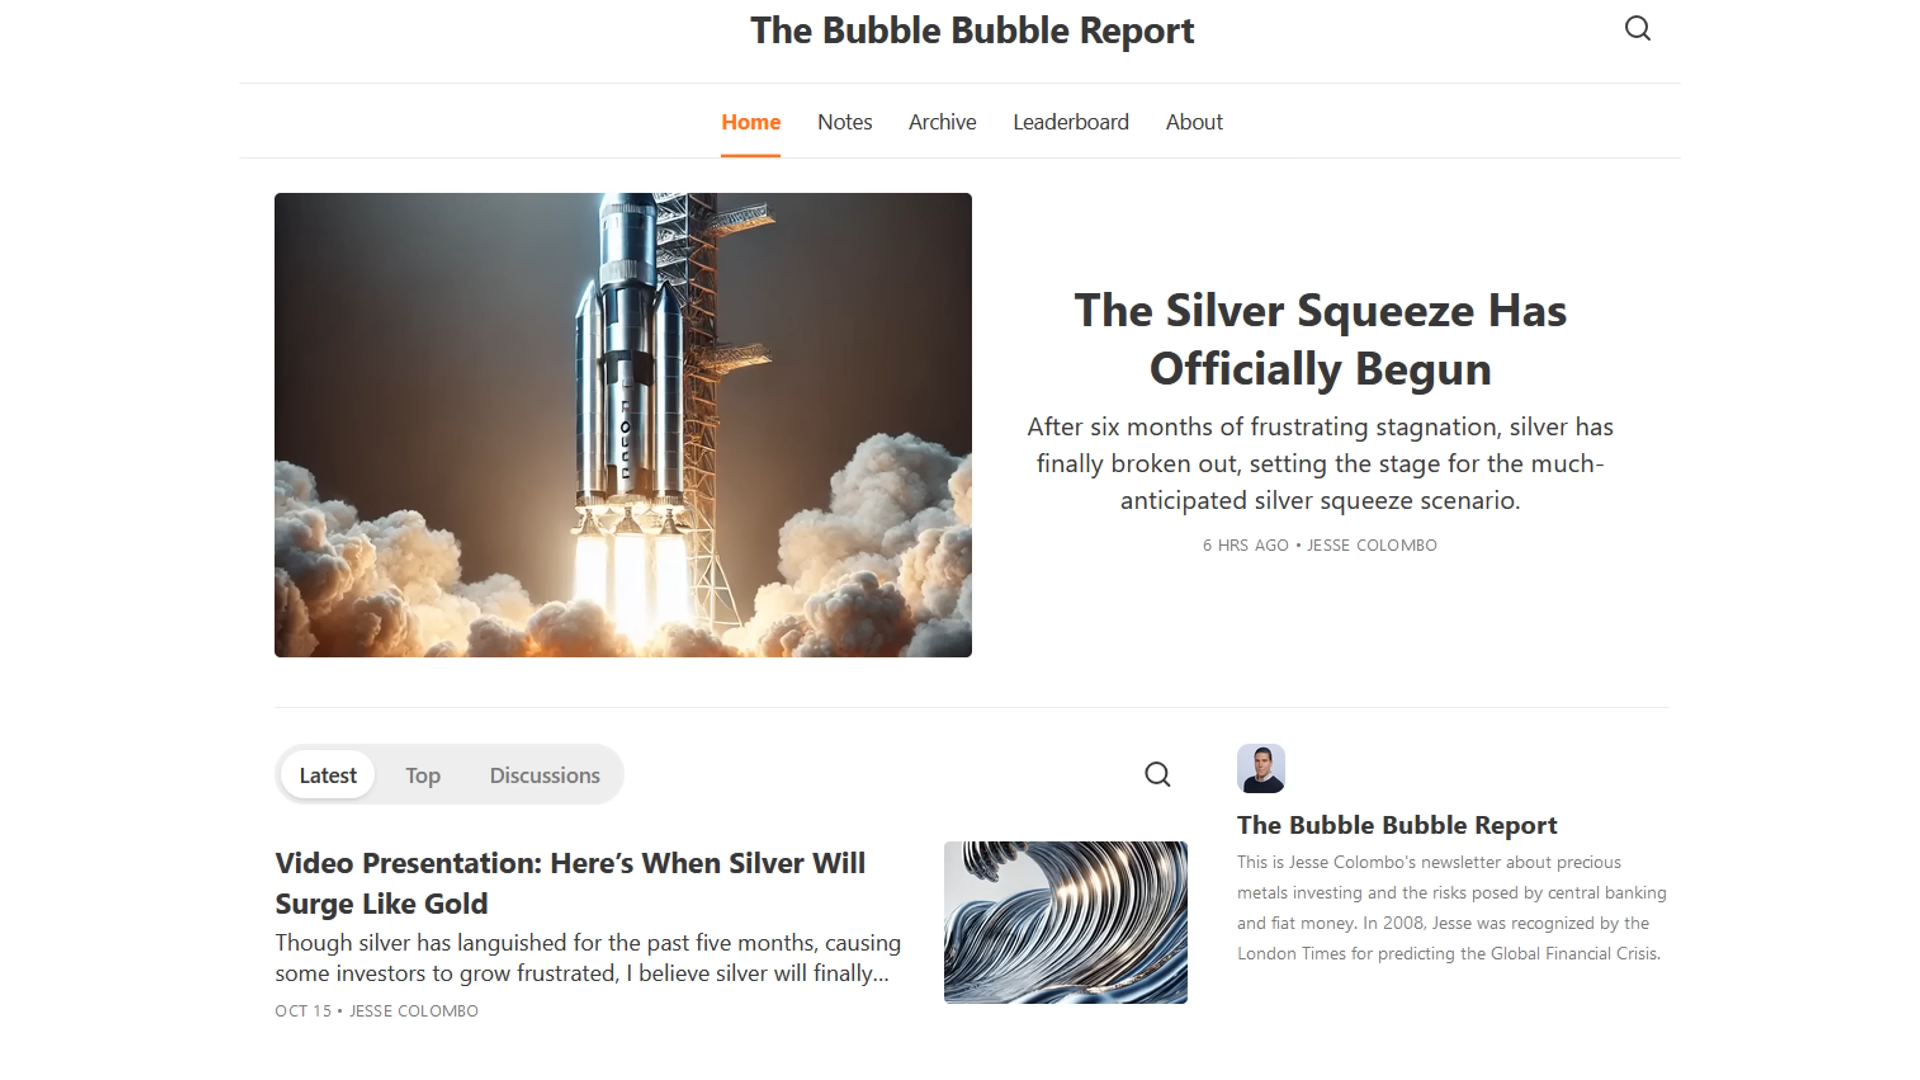 The Bubble Bubble Report
Home Notes Archive Leaderboard About
The Silver Squeeze Has
Officially Begun
After six months of frustrating stagnation, silver has
finally broken out, setting the stage for the much-
anticipated silver squeeze scenario.
6 HRS AGO • JESSE COLOMBO
Latest Top Discussions
Video Presentation: Here’s When Silver Will
Surge Like Gold
Though silver has languished for the past five months, causing
some investors to grow frustrated, I believe silver will finally...
OCT 15 • JESSE COLOMBO
The Bubble Bubble Report
This is Jesse Colombo's newsletter about precious
metals investing and the risks posed by central banking
and fiat money. In 2008, Jesse was recognized by the
London Times for predicting the Global Financial Crisis.